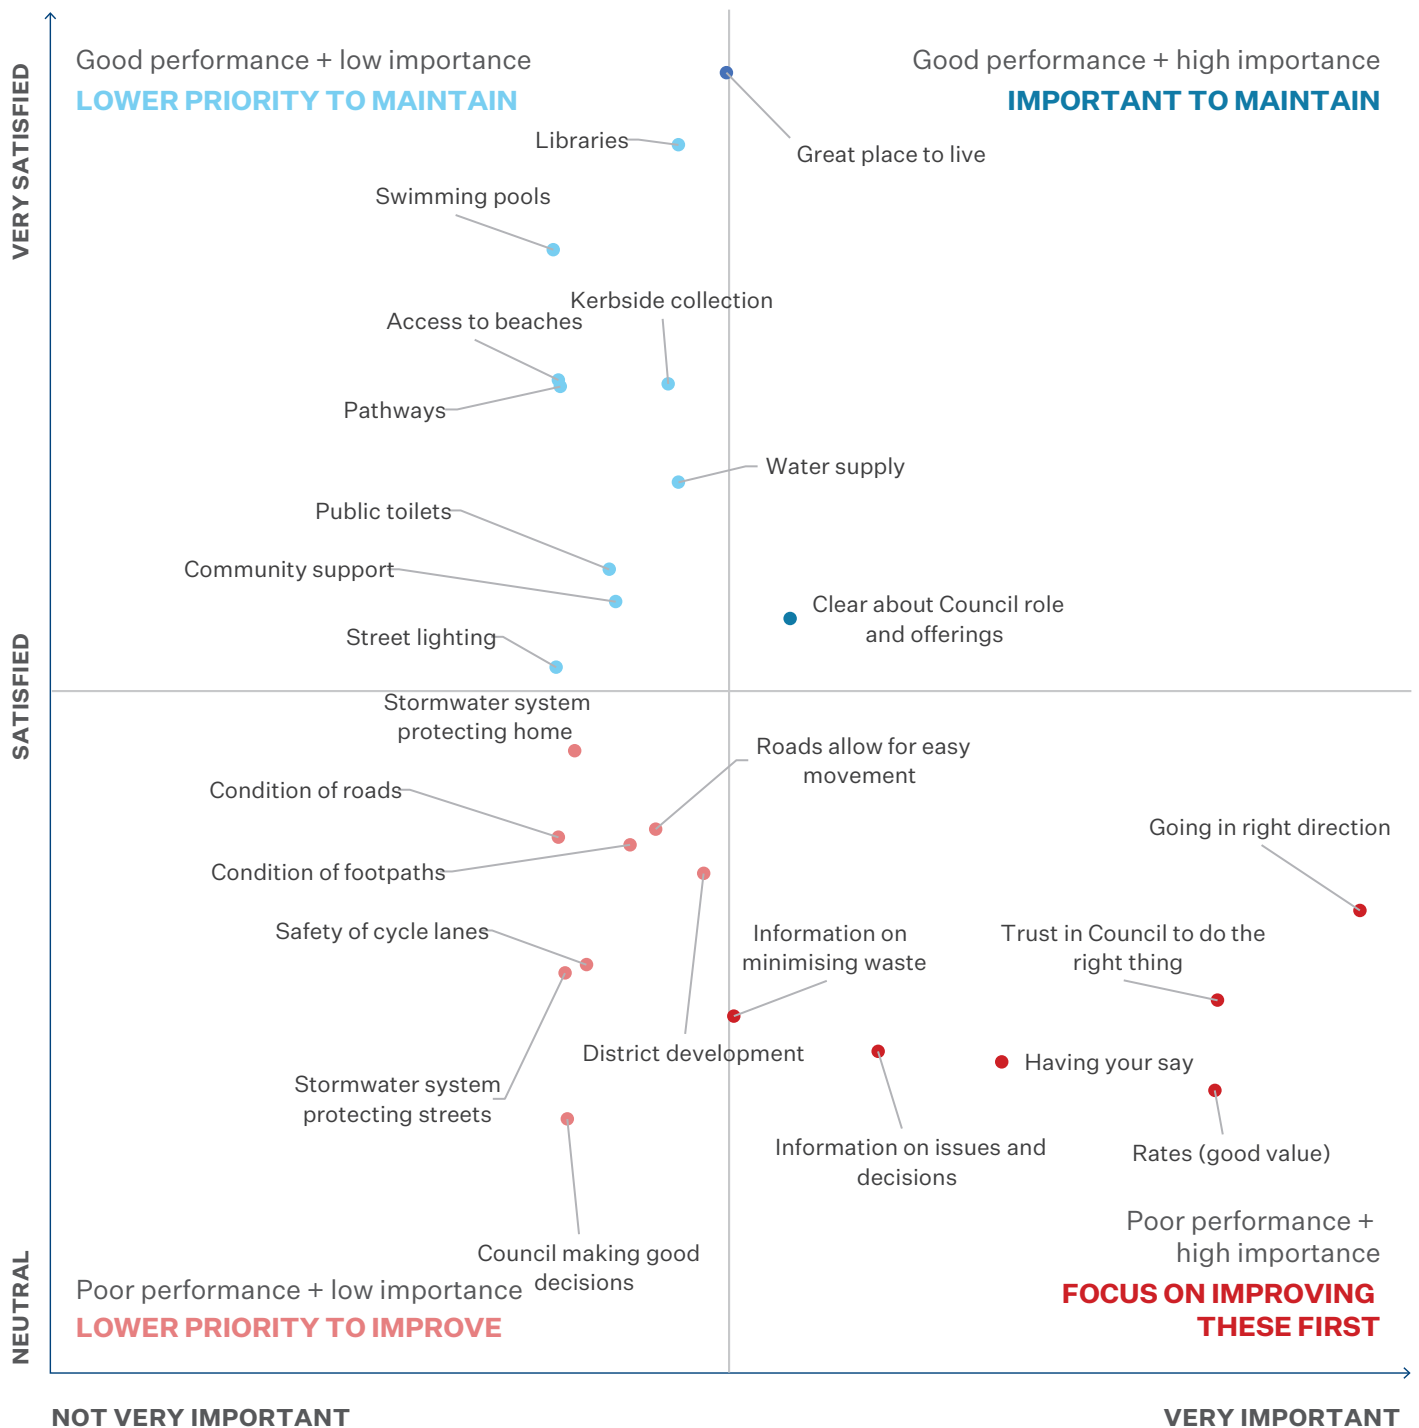 Good performance + low importance
LOWER PRIORITY TO MAINTAIN
Good performance + high importance
IMPORTANT TO MAINTAIN
VERY SATISFIED
Libraries
Great place to live
Swimming pools
Kerbside collection
Access to beaches
Pathways
Water supply
Public toilets
Community support
Clear about Council role
and offerings
Street lighting
SATISFIED
Stormwater system
protecting home
Roads allow for easy
movement
Condition of roads
Going in right direction
Condition of footpaths
Safety of cycle lanes
Information on
minimising waste
Trust in Council to do the
right thing
District development
Having your say
Stormwater system
protecting streets
Information on issues and
decisions
Rates (good value)
Council making good
decisions
Poor performance +
high importance
FOCUS ON IMPROVING
THESE FIRST
Poor performance + low importance
LOWER PRIORITY TO IMPROVE
NEUTRAL
NOT VERY IMPORTANT
VERY IMPORTANT